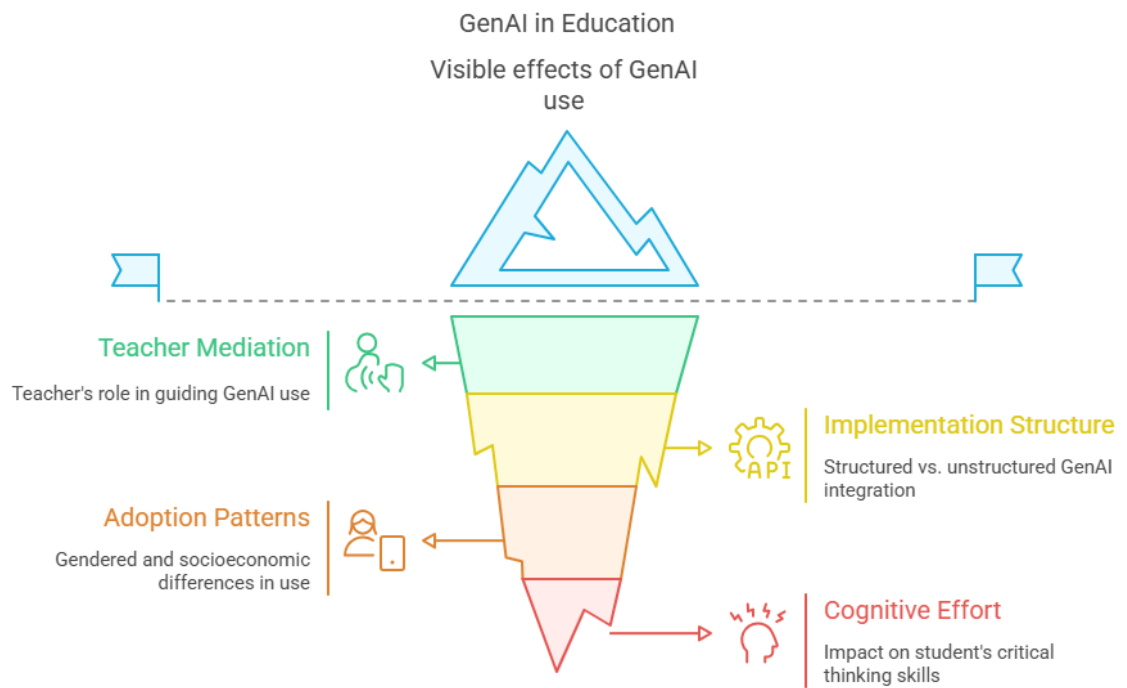 GenAI in Education
Visible effects of GenAI
use
Teacher Mediation
Teacher's role in guiding GenAI use
Implementation Structure
Structured vs. unstructured GenAI
integration
API
Adoption Patterns
Gendered and socioeconomic
differences in use
Cognitive Effort
Impact on student's critical
thinking skills